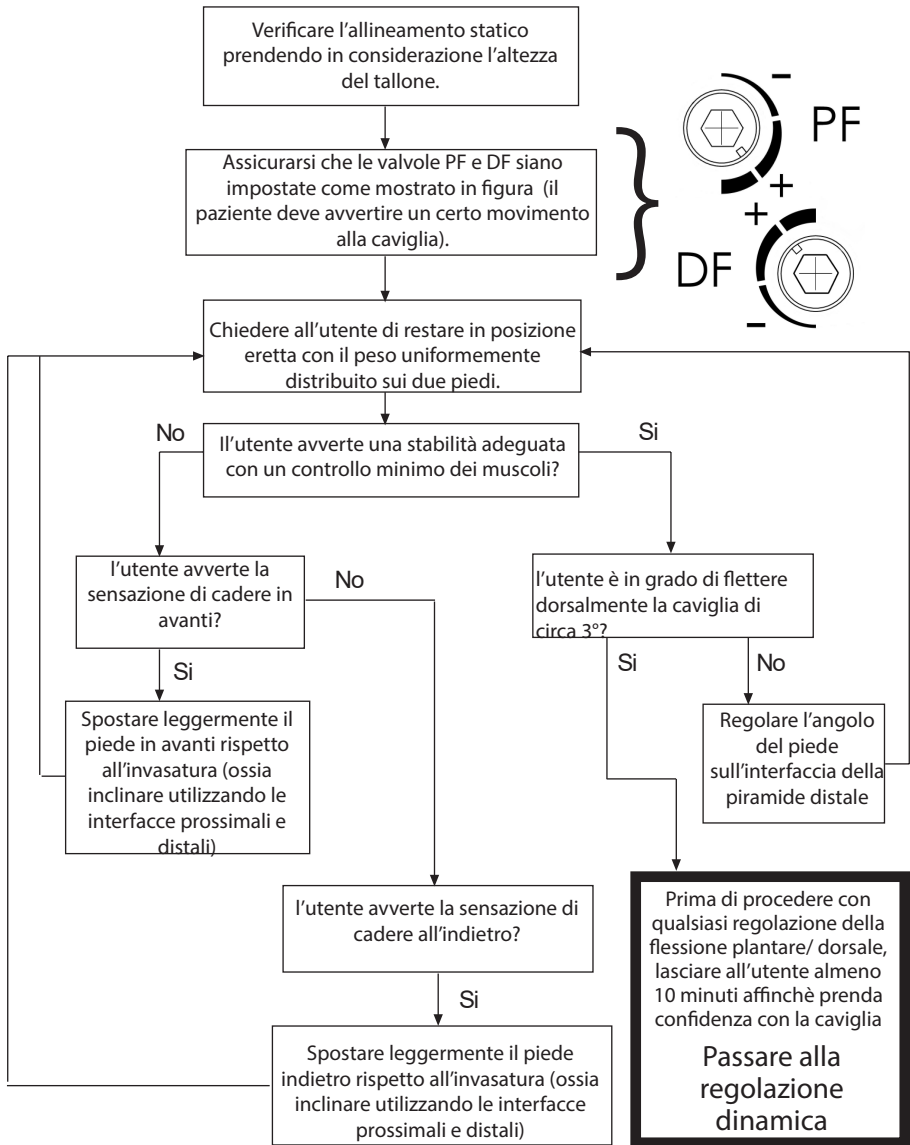 Verificare l’allineamento statico
prendendo in considerazione l’altezza
del tallone.
Assicurarsi che le valvole PF e DF siano
impostate come mostrato in figura (il
paziente deve avvertire un certo movimento
alla caviglia).
-
PF
+
+
DF
-
Chiedere all’utente di restare in posizione
eretta con il peso uniformemente
distribuito sui due piedi.
No
Si
Il’utente avverte una stabilità adeguata
con un controllo minimo dei muscoli?
l’utente avverte la
sensazione di cadere in
avanti?
No
Si
l’utente è in grado di flettere
dorsalmente la caviglia di
circa 3°?
Si
No
Spostare leggermente il
piede in avanti rispetto
all’invasatura (ossia
inclinare utilizzando le
interfacce prossimali e
distali)
Regolare l’angolo
del piede
sull’interfaccia della
piramide distale
l’utente avverte la sensazione di
cadere all’indietro?
Si
Spostare leggermente il piede
indietro rispetto all’invasatura (ossia
inclinare utilizzando le interfacce
prossimali e distali)
Prima di procedere con
qualsiasi regolazione della
flessione plantare/ dorsale,
lasciare all’utente almeno
10 minuti affinchè prenda
confidenza con la caviglia
Passare alla
regolazione
dinamica